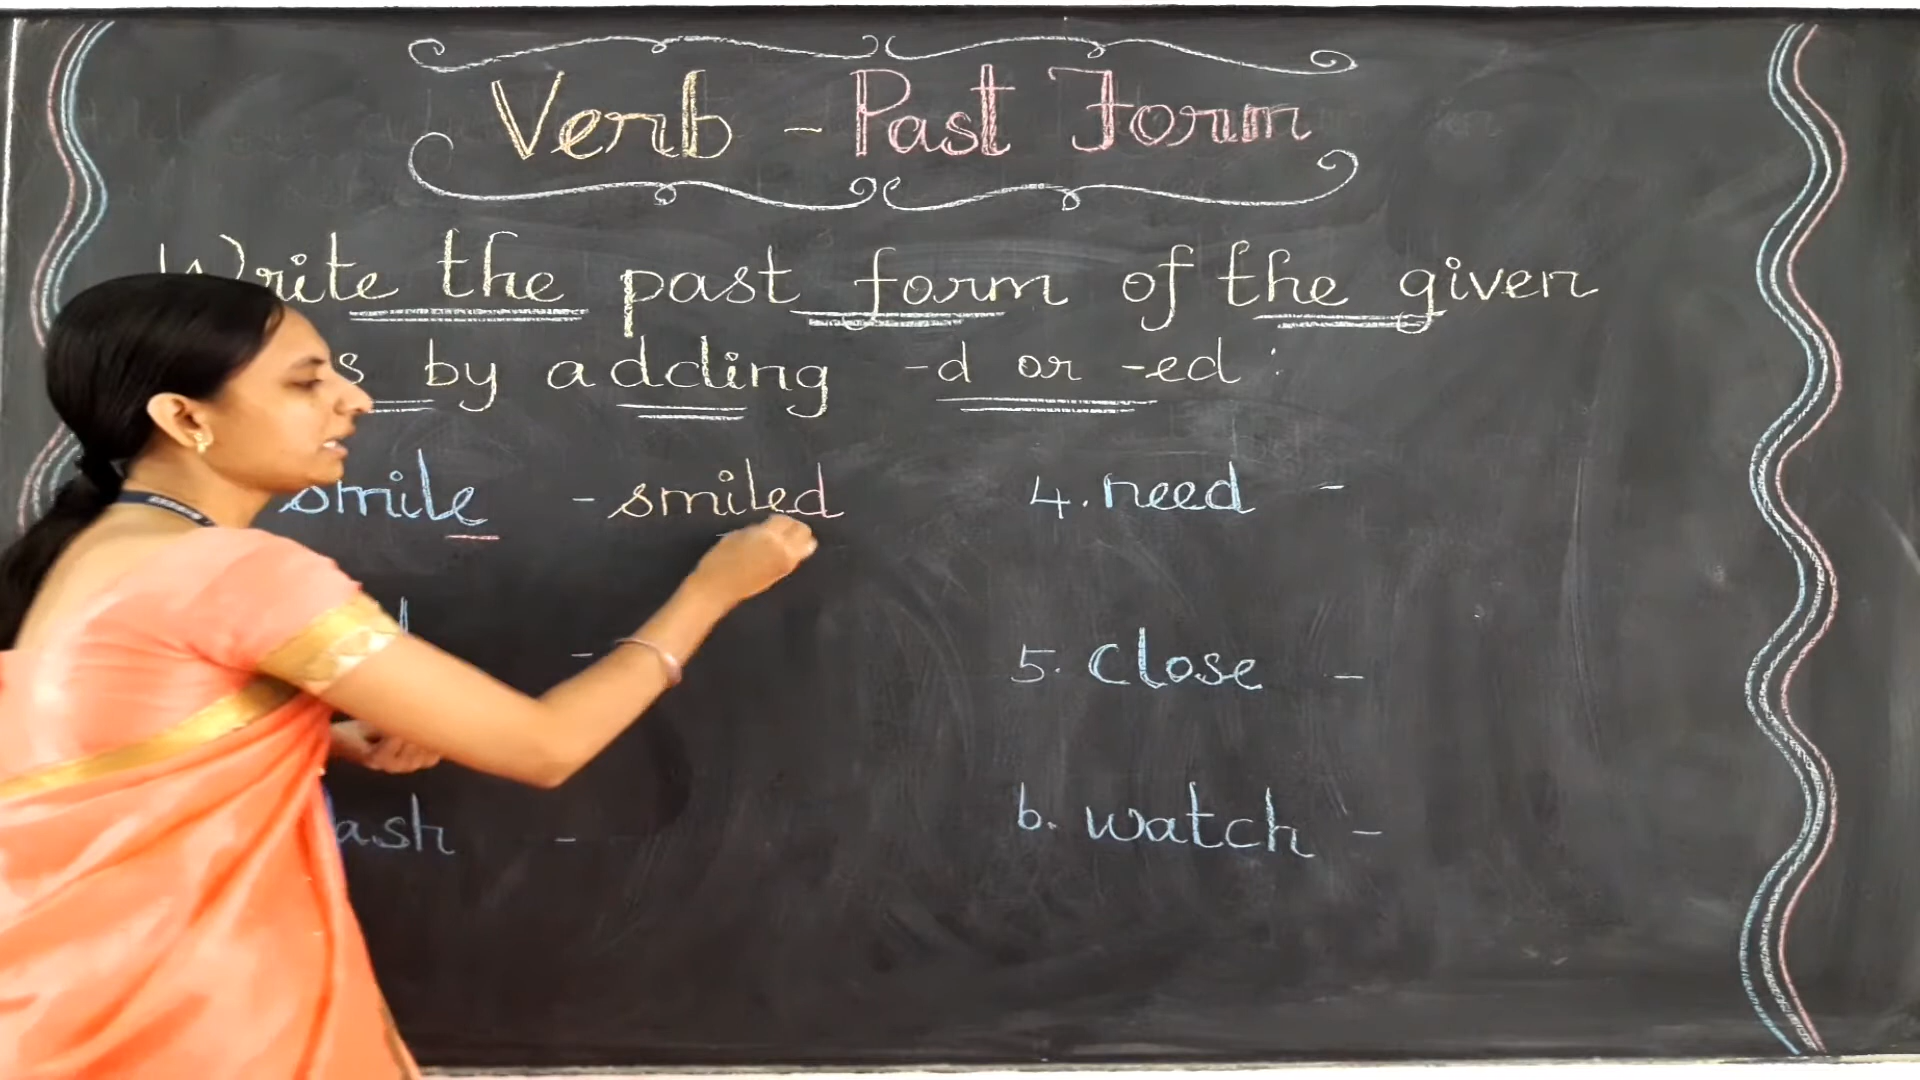 Verb - Past Form
Write the past form of the given
s by adding -d or -ed :
smile - smiled
-
ash -
4. need -
5. close -
6. watch -